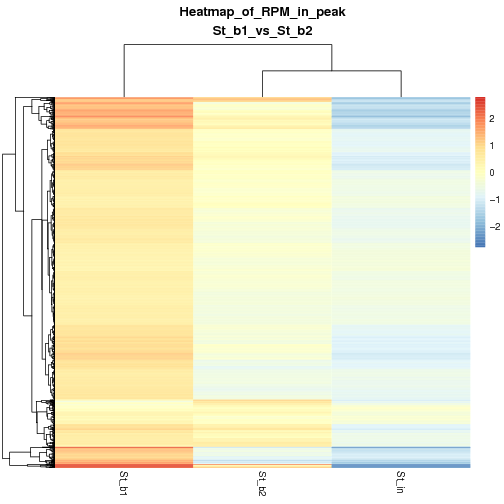 Heatmap_of_RPM_in_peak
St_b1_vs_St_b2
2
1
0
−1
−2
St_b1
St_b2
St_in